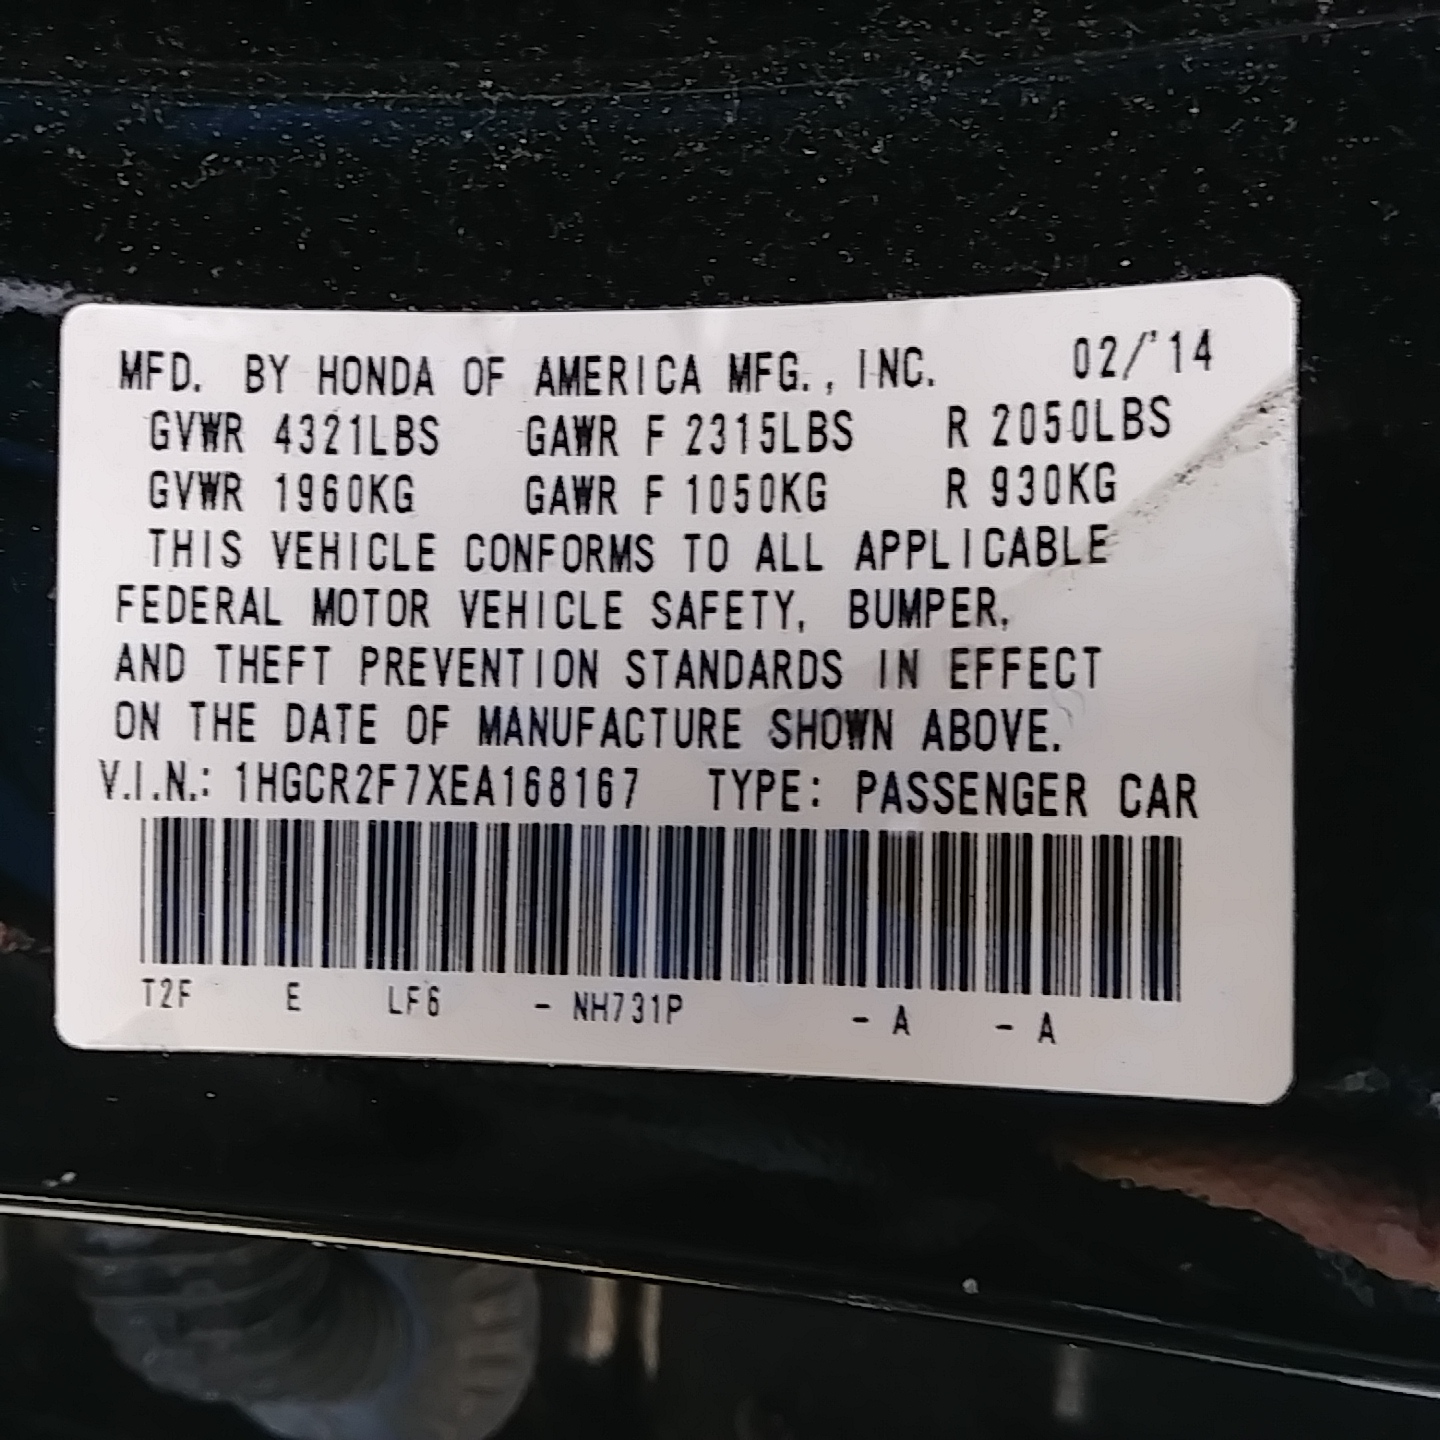 MFD. BY HONDA OF AMERICA MFG., INC. 02/'14
GVWR 4321LBS GAWR F 2315LBS R 2050LBS
GVWR 1960KG GAWR F 1050KG R 930KG
THIS VEHICLE CONFORMS TO ALL APPLICABLE
FEDERAL MOTOR VEHICLE SAFETY, BUMPER,
AND THEFT PREVENTION STANDARDS IN EFFECT
ON THE DATE OF MANUFACTURE SHOWN ABOVE.
V.I.N.: 1HGCR2F7XEA168167 TYPE: PASSENGER CAR
T2F E LF6 - NH731P - A - A